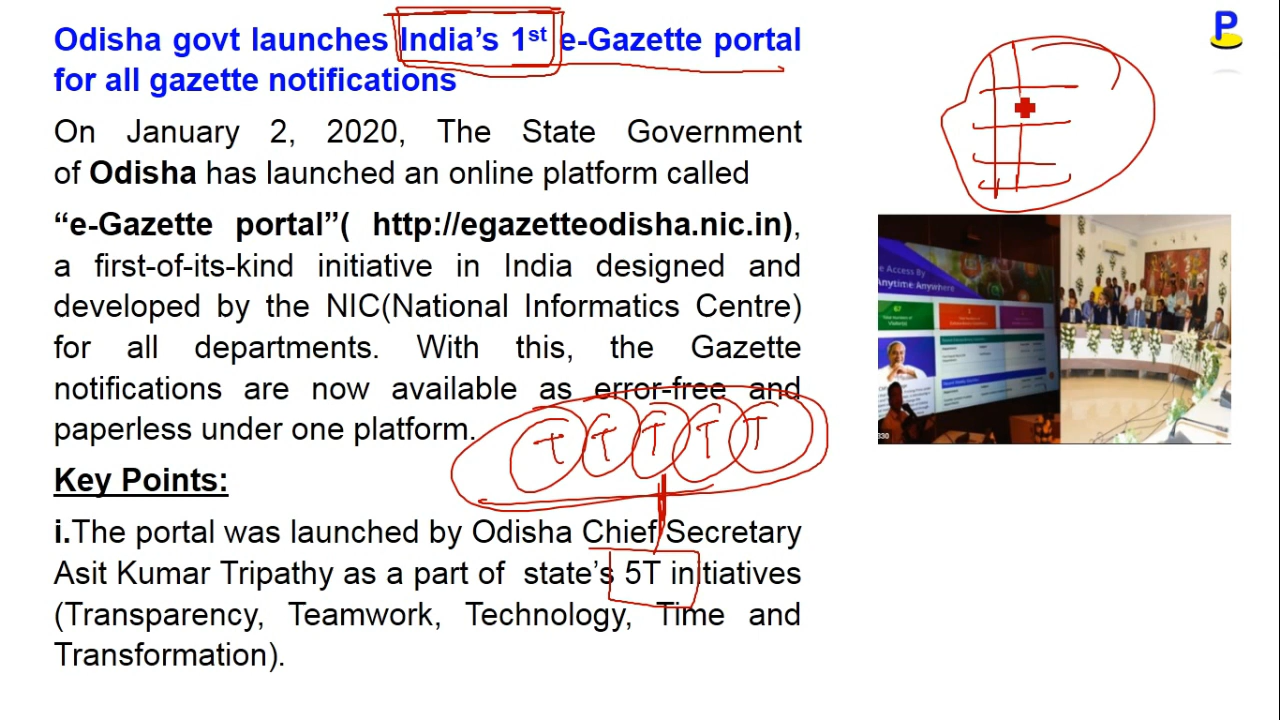 Odisha govt launches India's 1st e-Gazette portal
for all gazette notifications
On January 2, 2020, The State Government
of Odisha has launched an online platform called
“e-Gazette portal”( http://egazetteodisha.nic.in),
a first-of-its-kind initiative in India designed and
developed by the NIC(National Informatics Centre)
for all departments. With this, the Gazette
notifications are now available as error-free and
paperless under one platform.
T T T T T
Key Points:
i.The portal was launched by Odisha Chief Secretary
Asit Kumar Tripathy as a part of state's 5T initiatives
(Transparency, Teamwork, Technology, Time and
Transformation).
P
e Access By
Anytime Anywhere